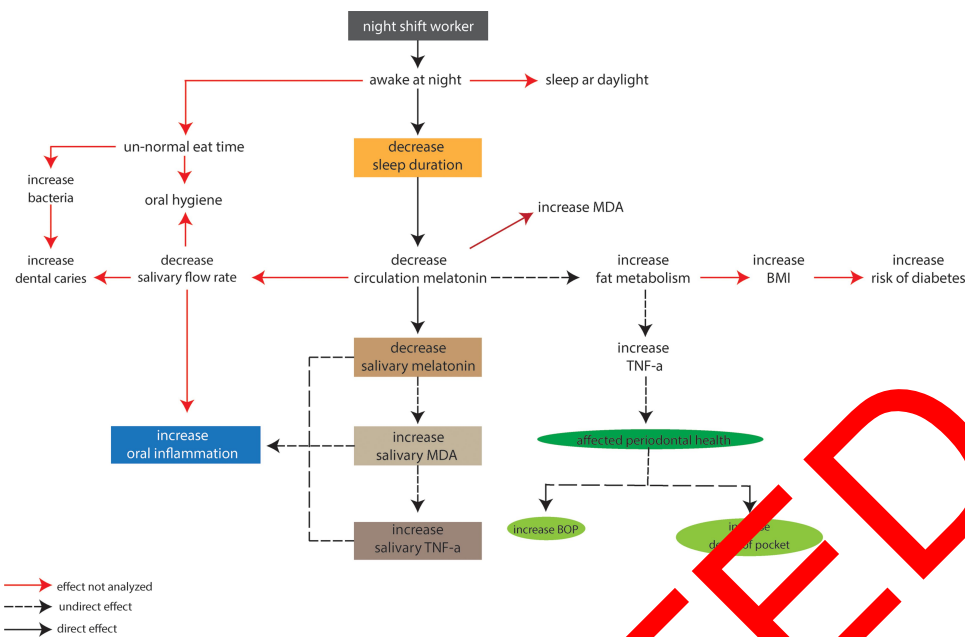 night shift worker
awake at night
sleep ar daylight
un-normal eat time
decrease
sleep duration
increase
bacteria
oral hygiene
increase MDA
increase
dental caries
decrease
salivary flow rate
decrease
circulation melatonin
increase
fat metabolism
increase
BMI
increase
risk of diabetes
decrease
salivary melatonin
increase
TNF-a
increase
oral inflammation
increase
salivary MDA
affected periodontal health
increase
salivary TNF-a
increase BOP
of pocket
effect not analyzed
undirect effect
direct effect